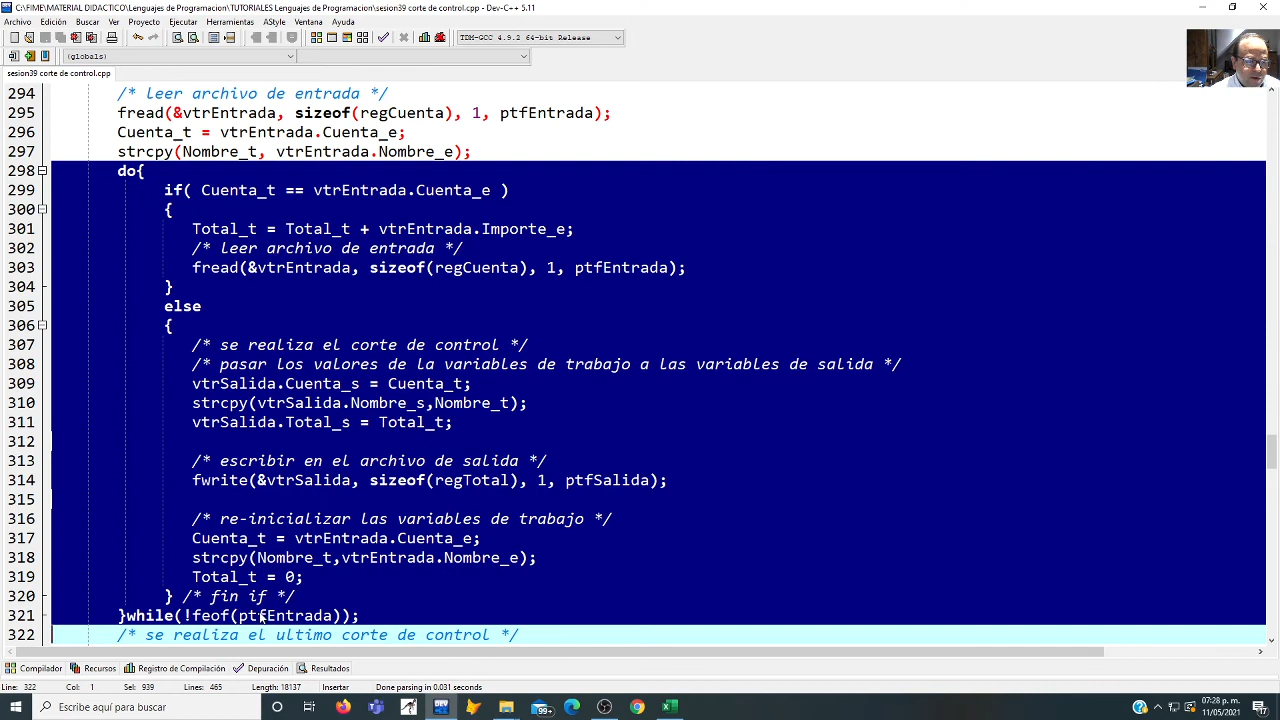 C:\FIME\MATERIAL DIDACTICO\TUTORIALES Lenguajes de Programacion\Lenguajes de Programacion\sesion39 corte de control.cpp - Dev-C++ 5.11
Archivo Edición Buscar Ver Proyecto Ejecutar Herramientas AStyle Ventana Ayuda
TDM-GCC 4.9.2 64-bit Release
(globals)
sesion39 corte de control.cpp
294 /* leer archivo de entrada */
295 fread(&vtrEntrada, sizeof(regCuenta), 1, ptfEntrada);
296 Cuenta_t = vtrEntrada.Cuenta_e;
297 strcpy(Nombre_t, vtrEntrada.Nombre_e);
298 do{
299 if( Cuenta_t == vtrEntrada.Cuenta_e )
300 {
301 Total_t = Total_t + vtrEntrada.Importe_e;
302 /* leer archivo de entrada */
303 fread(&vtrEntrada, sizeof(regCuenta), 1, ptfEntrada);
304 }
305 else
306 {
307 /* se realiza el corte de control */
308 /* pasar los valores de la variables de trabajo a las variables de salida */
309 vtrSalida.Cuenta_s = Cuenta_t;
310 strcpy(vtrSalida.Nombre_s,Nombre_t);
311 vtrSalida.Total_s = Total_t;
312
313 /* escribir en el archivo de salida */
314 fwrite(&vtrSalida, sizeof(regTotal), 1, ptfSalida);
315
316 /* re-inicializar las variables de trabajo */
317 Cuenta_t = vtrEntrada.Cuenta_e;
318 strcpy(Nombre_t,vtrEntrada.Nombre_e);
319 Total_t = 0;
320 } /* fin if */
321 }while(!feof(ptfEntrada));
322 /* se realiza el ultimo corte de control */
Compilador Recursos Registro de Compilación Depuración Resultados
Line: 322 Col: 1 Sel: 939 Lines: 465 Length: 18137 Insertar Done parsing in 0.031 seconds
Escribe aquí para buscar
99+
07:28 p. m.
11/05/2021
17